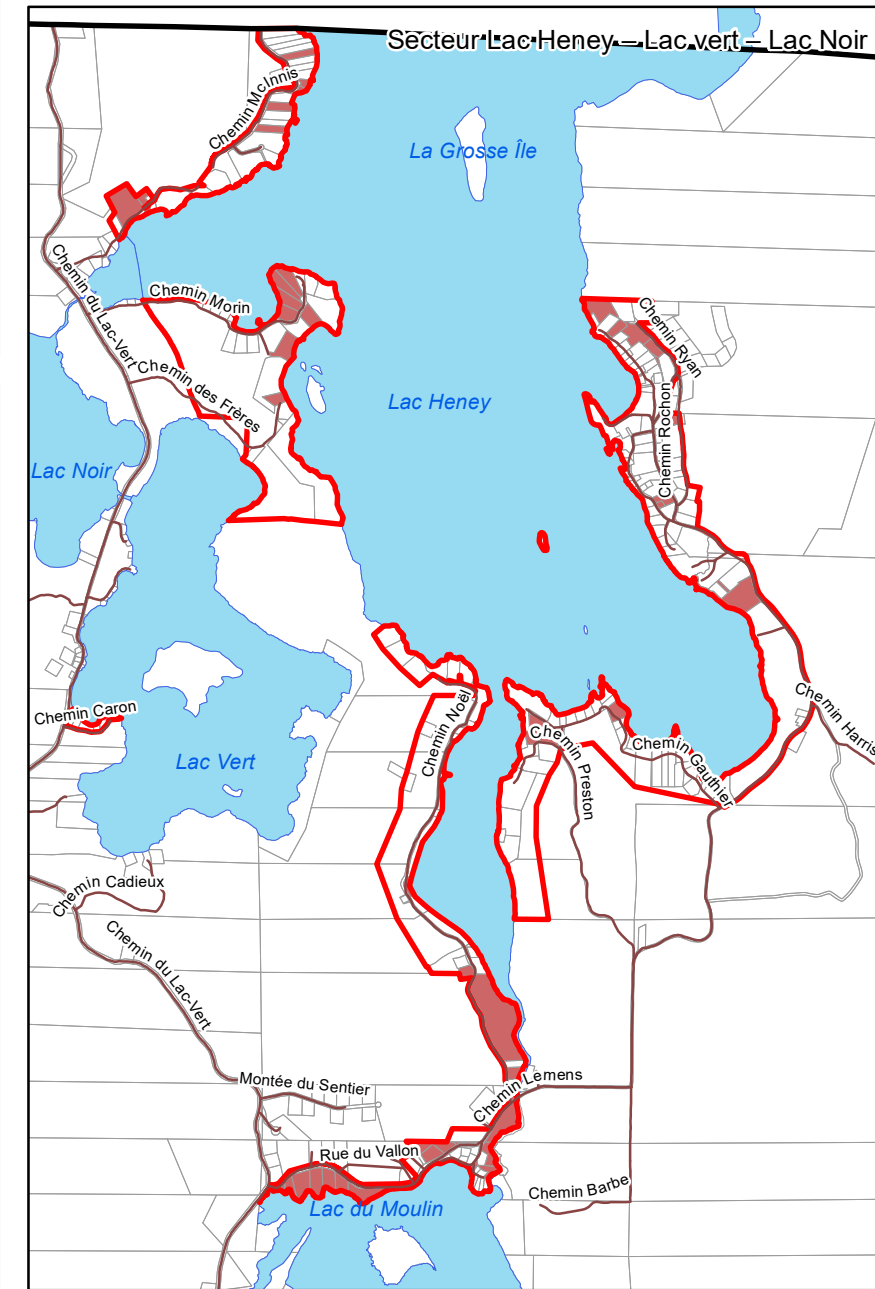 Secteur Lac Heney – Lac vert – Lac Noir
Chemin McInnis
La Grosse Île
Chemin du Lac-Vert
Chemin Morin
Chemin Ryan
Chemin des Frères
Lac Heney
Chemin Rochon
Lac Noir
Chemin Caron
Chemin Noël
Chemin Harris
Lac Vert
Chemin Preston
Chemin Gauthier
Chemin Cadieux
Chemin du Lac-Vert
Montée du Sentier
Chemin Lemens
Rue du Vallon
Chemin Barbe
Lac du Moulin